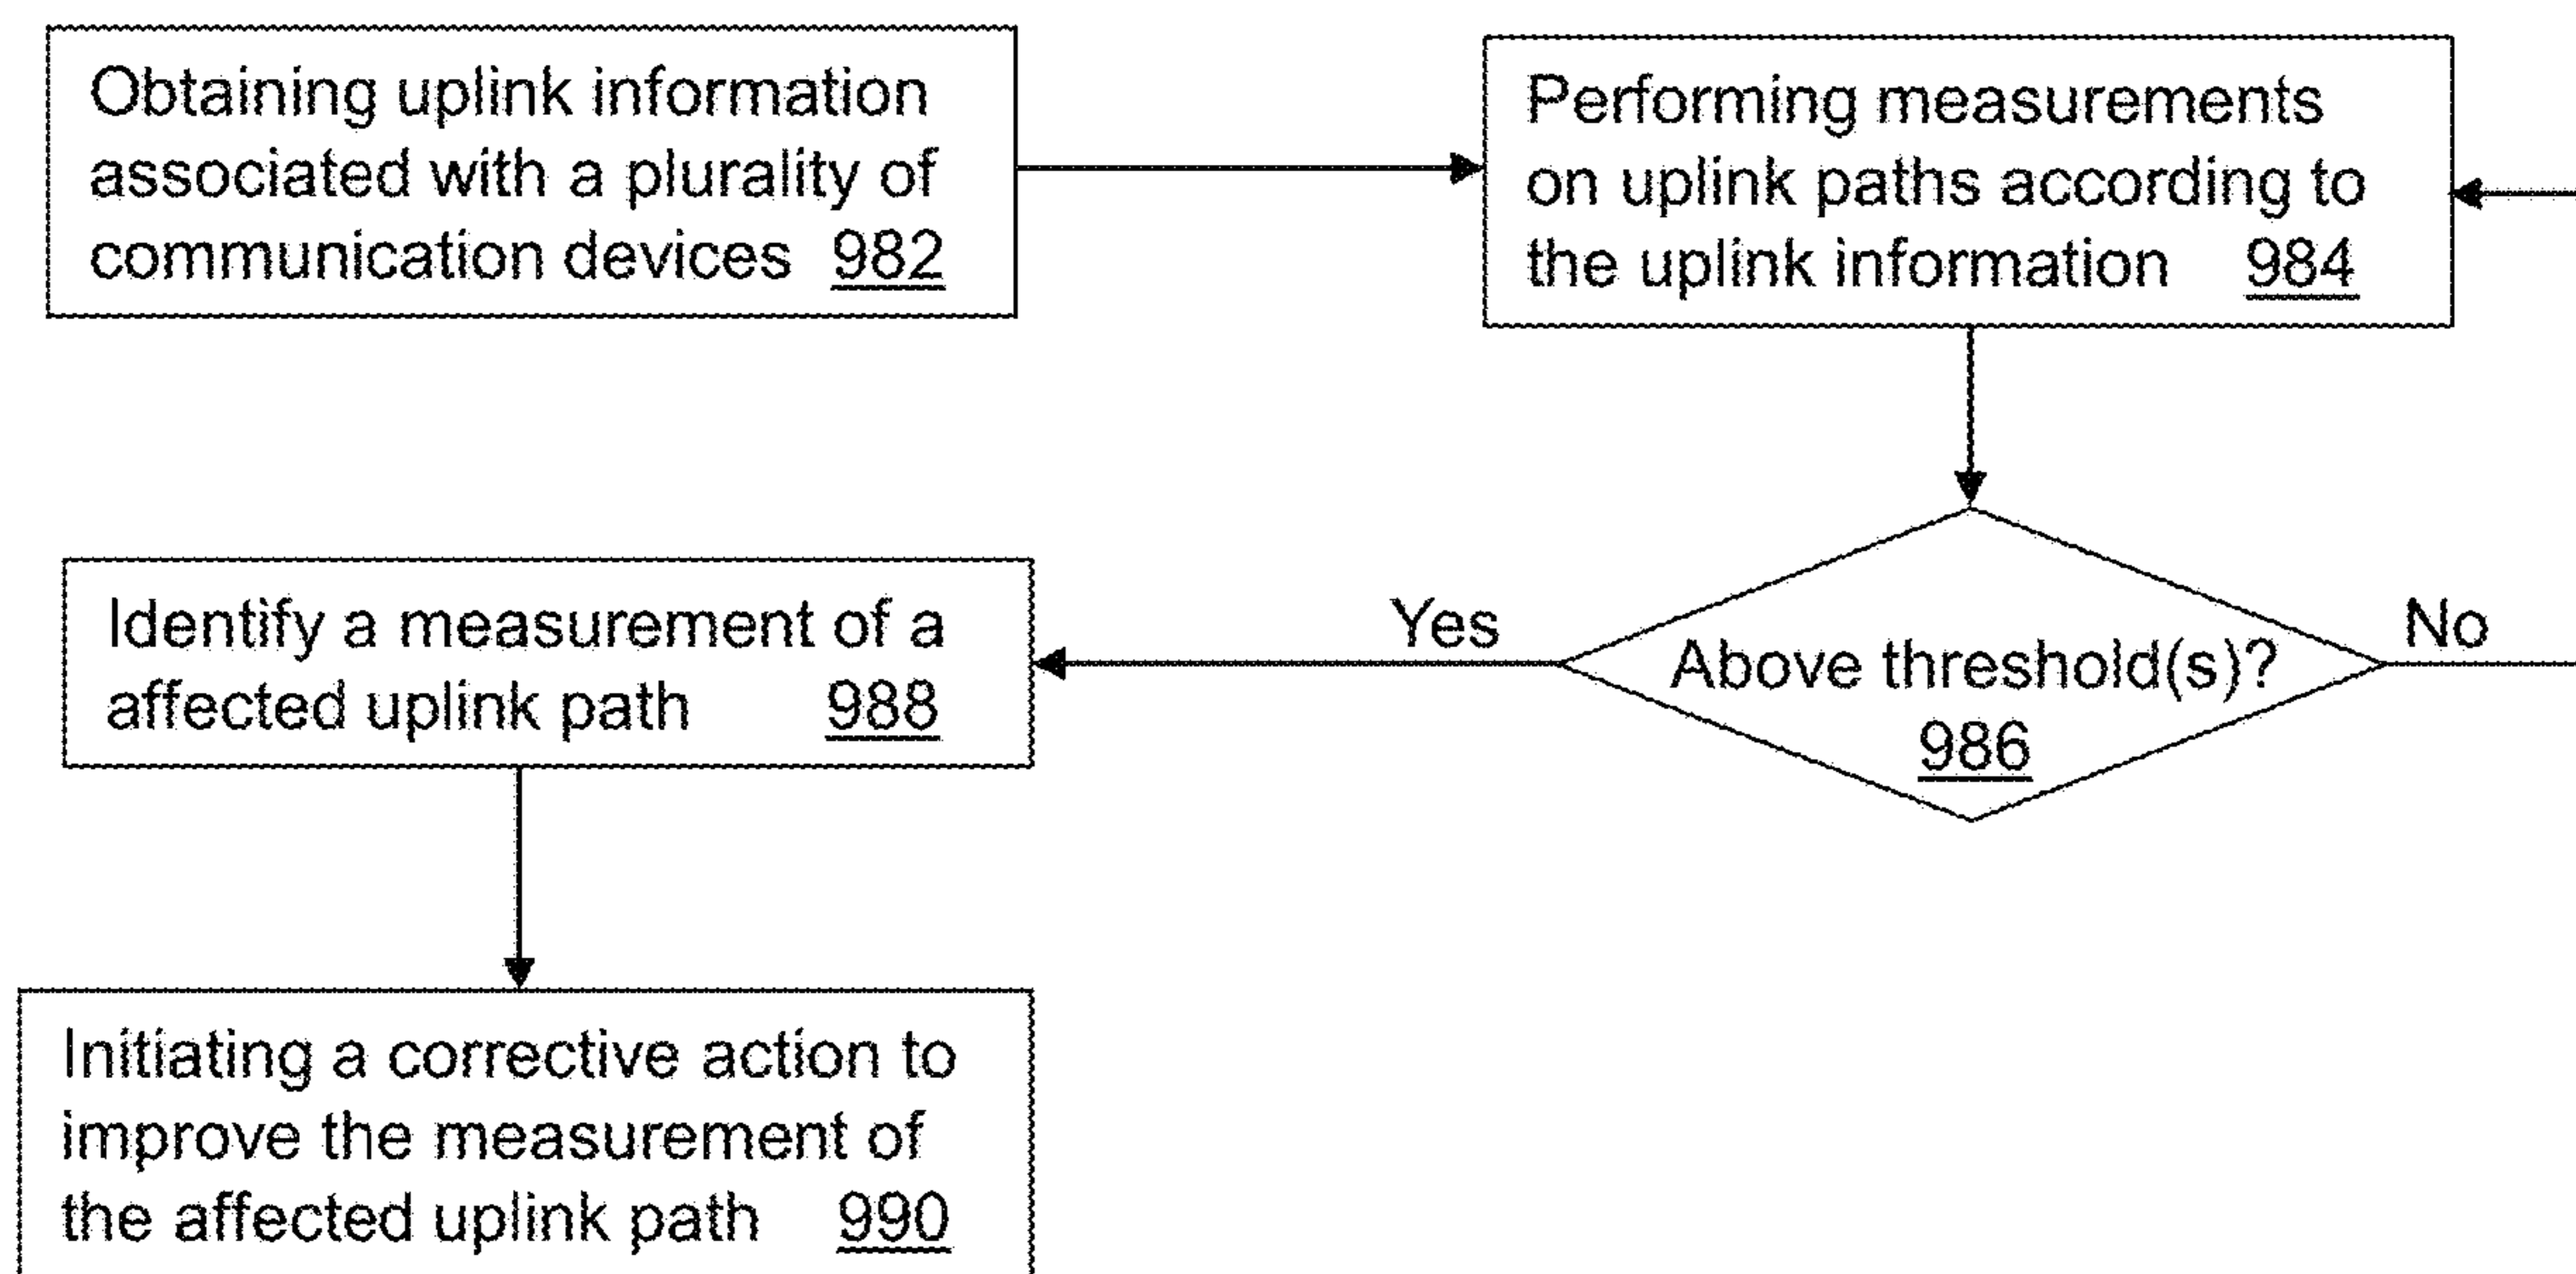 Obtaining uplink information
associated with a plurality of
communication devices 982
Performing measurements
on uplink paths according to
the uplink information 984
Above threshold(s)?
986
Yes
No
Identify a measurement of a
affected uplink path 988
Initiating a corrective action to
improve the measurement of
the affected uplink path 990